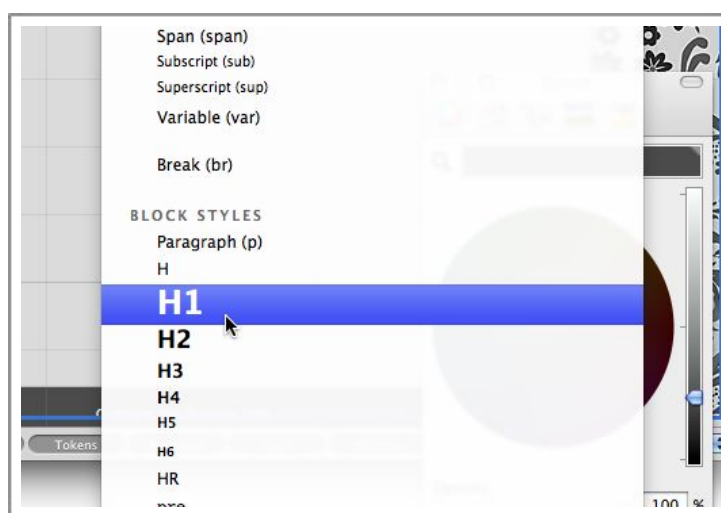 Span (span)
Subscript (sub)
Superscript (sup)
Variable (var)
Break (br)
BLOCK STYLES
Paragraph (p)
H
H1
H2
H3
H4
H5
H6
HR
pre
Tokens
100 %